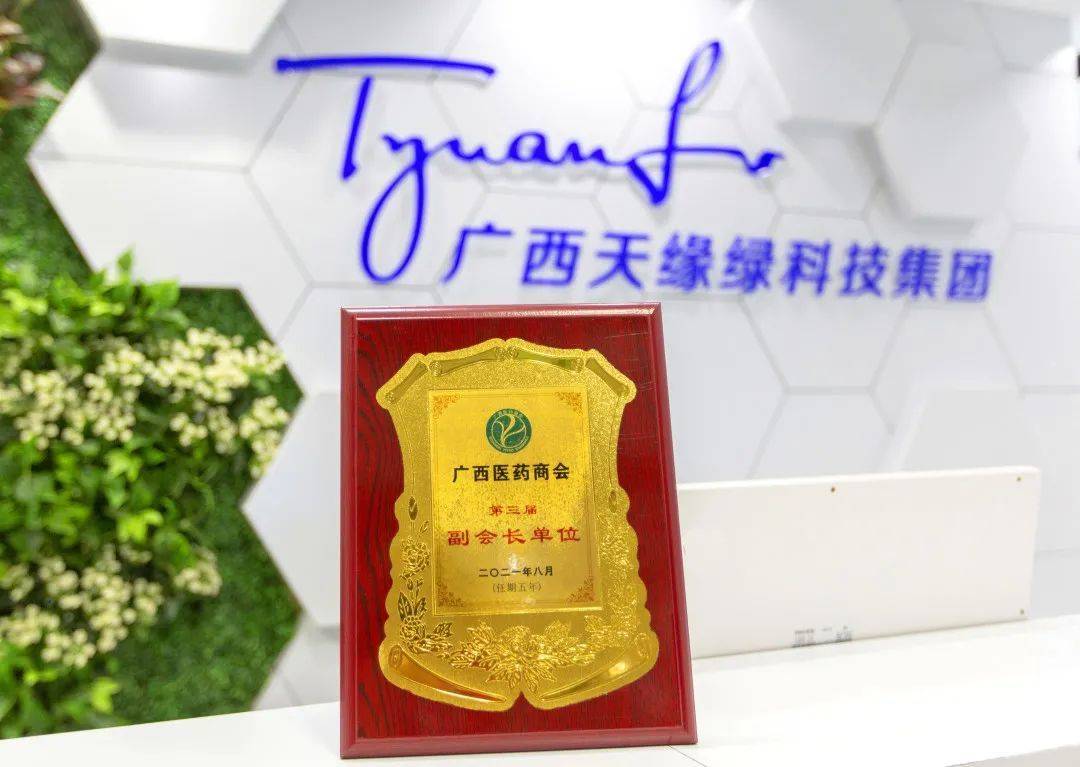 TyuanLv
广西天缘绿科技集团
广西医药商会
第三届
副会长单位
二〇二一年八月
(任期五年)